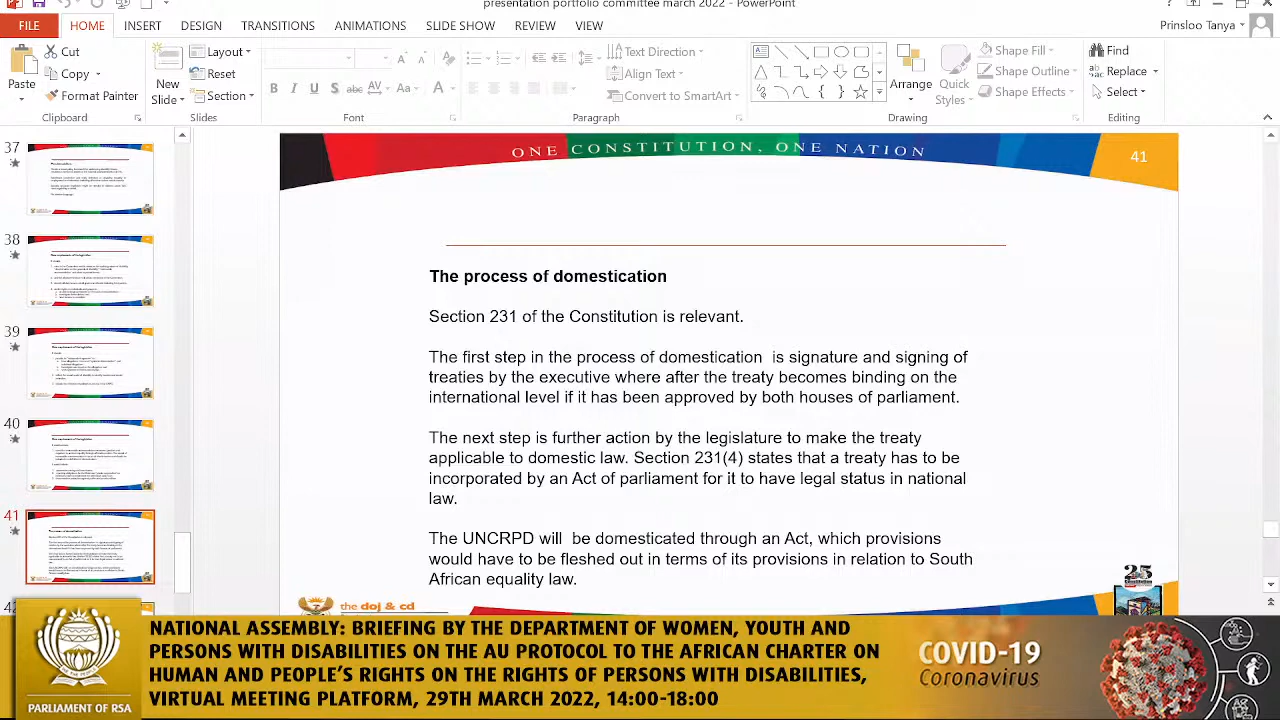 presentation portfolio committee march 2022 - PowerPoint
FILE HOME INSERT DESIGN TRANSITIONS ANIMATIONS SLIDE SHOW REVIEW VIEW Prinsloo Tanya
Cut
Copy
Format Painter
Paste
New
Slide
Layout
Reset
Section
Text Direction
Align Text
Convert to SmartArt
Arrange
Quick
Styles
Shape Fill
Shape Outline
Shape Effects
Find
Replace
Select
Clipboard Slides Font Paragraph Drawing Editing
37
38
39
40
41
ONE CONSTITUTION, ONE NATION
41
The process of domestication
Section 231 of the Constitution is relevant.
The first step in the process of domestication is signature and signing of
treaties by the executive where after the treaty becomes binding on the
international level if it has been approved by both houses of parliament.
The next step is further action by the legislature to make the treaty
applicable to domestic law. Section 231(4) states that a treaty has to be
incorporated by an Act of parliament for it to have legal status in national
law.
The UNCRPD will be domesticated through an Act, which provisions
would have to be fleshed out in terms of its nuances in relation to South
African equality law.
25
the doj & cd
PARLIAMENT OF RSA
NATIONAL ASSEMBLY: BRIEFING BY THE DEPARTMENT OF WOMEN, YOUTH AND
PERSONS WITH DISABILITIES ON THE AU PROTOCOL TO THE AFRICAN CHARTER ON
HUMAN AND PEOPLE'S RIGHTS ON THE RIGHTS OF PERSONS WITH DISABILITIES,
VIRTUAL MEETING PLATFORM, 29TH MARCH 2022, 14:00-18:00
COVID-19
Coronavirus